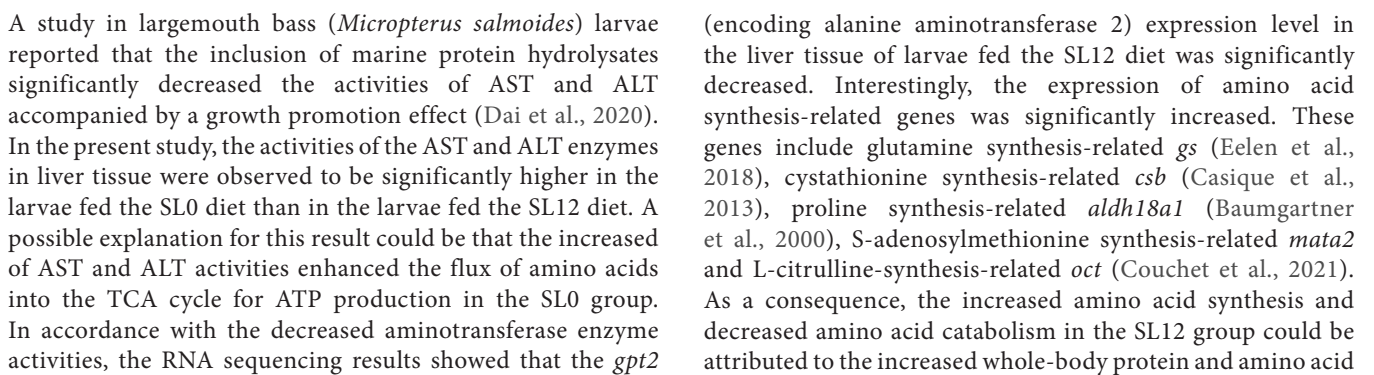 A study in largemouth bass (Micropterus salmoides) larvae
reported that the inclusion of marine protein hydrolysates
significantly decreased the activities of AST and ALT
accompanied by a growth promotion effect (Dai et al., 2020).
In the present study, the activities of the AST and ALT enzymes
in liver tissue were observed to be significantly higher in the
larvae fed the SL0 diet than in the larvae fed the SL12 diet. A
possible explanation for this result could be that the increased
of AST and ALT activities enhanced the flux of amino acids
into the TCA cycle for ATP production in the SL0 group.
In accordance with the decreased aminotransferase enzyme
activities, the RNA sequencing results showed that the gpt2
(encoding alanine aminotransferase 2) expression level in
the liver tissue of larvae fed the SL12 diet was significantly
decreased. Interestingly, the expression of amino acid
synthesis-related genes was significantly increased. These
genes include glutamine synthesis-related gs (Eelen et al.,
2018), cystathionine synthesis-related csb (Casique et al.,
2013), proline synthesis-related aldh18a1 (Baumgartner
et al., 2000), S-adenosylmethionine synthesis-related mata2
and L-citrulline-synthesis-related oct (Couchet et al., 2021).
As a consequence, the increased amino acid synthesis and
decreased amino acid catabolism in the SL12 group could be
attributed to the increased whole-body protein and amino acid